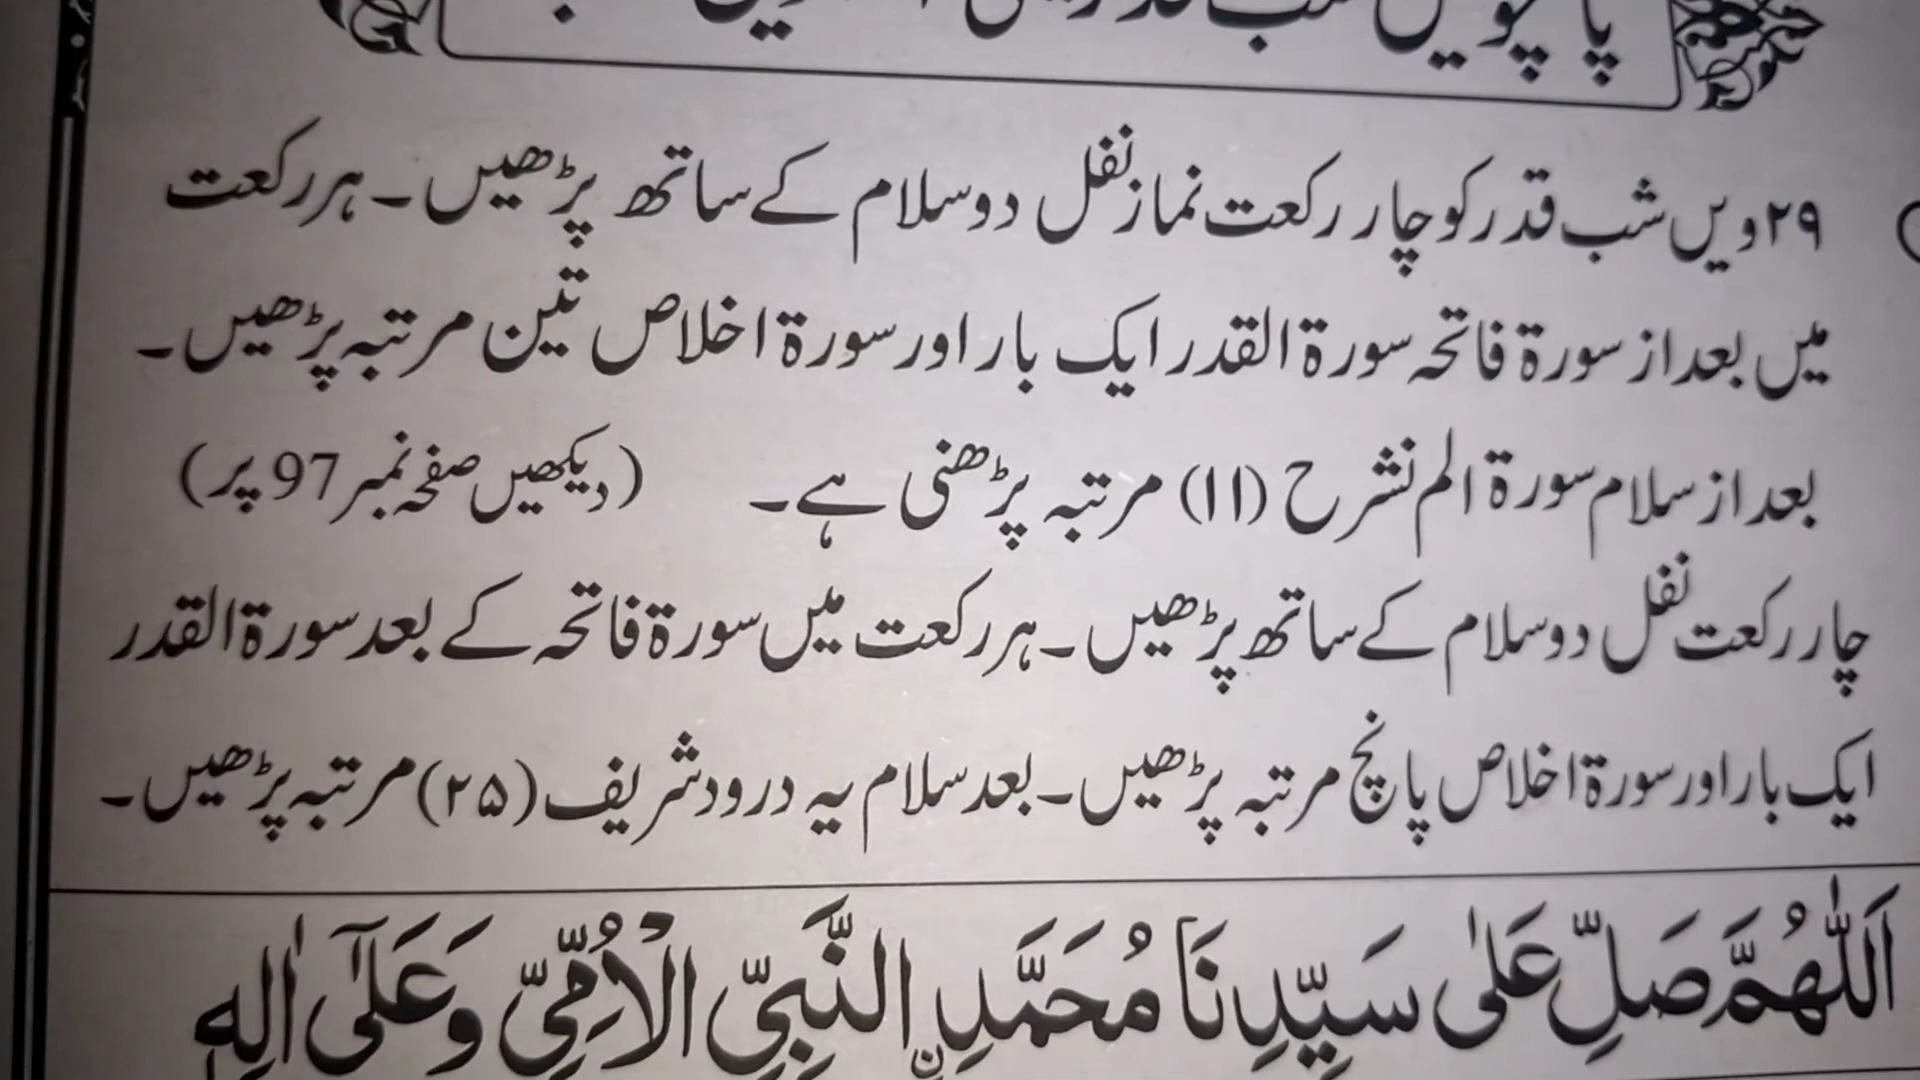 پانچویں شب قدر
۲۹ویں شب قدر کو چار رکعت نماز نفل دو سلام کے ساتھ پڑھیں۔ ہر رکعت
میں بعد از سورۃ فاتحہ سورۃ القدر ایک بار اور سورۃ اخلاص تین مرتبہ پڑھیں۔
بعد از سلام سورۃ الم نشرح (۱۱) مرتبہ پڑھنی ہے۔ (دیکھیں صفحہ نمبر 97 پر)
چار رکعت نفل دو سلام کے ساتھ پڑھیں۔ ہر رکعت میں سورۃ فاتحہ کے بعد سورۃ القدر
ایک بار اور سورۃ اخلاص پانچ مرتبہ پڑھیں۔ بعد سلام یہ درود شریف (۲۵) مرتبہ پڑھیں۔
اَللّٰهُمَّ صَلِّ عَلٰى سَيِّدِنَا مُحَمَّدِ نِ النَّبِيِّ الْاُمِّيِّ وَعَلٰٓى اٰلِهٖ